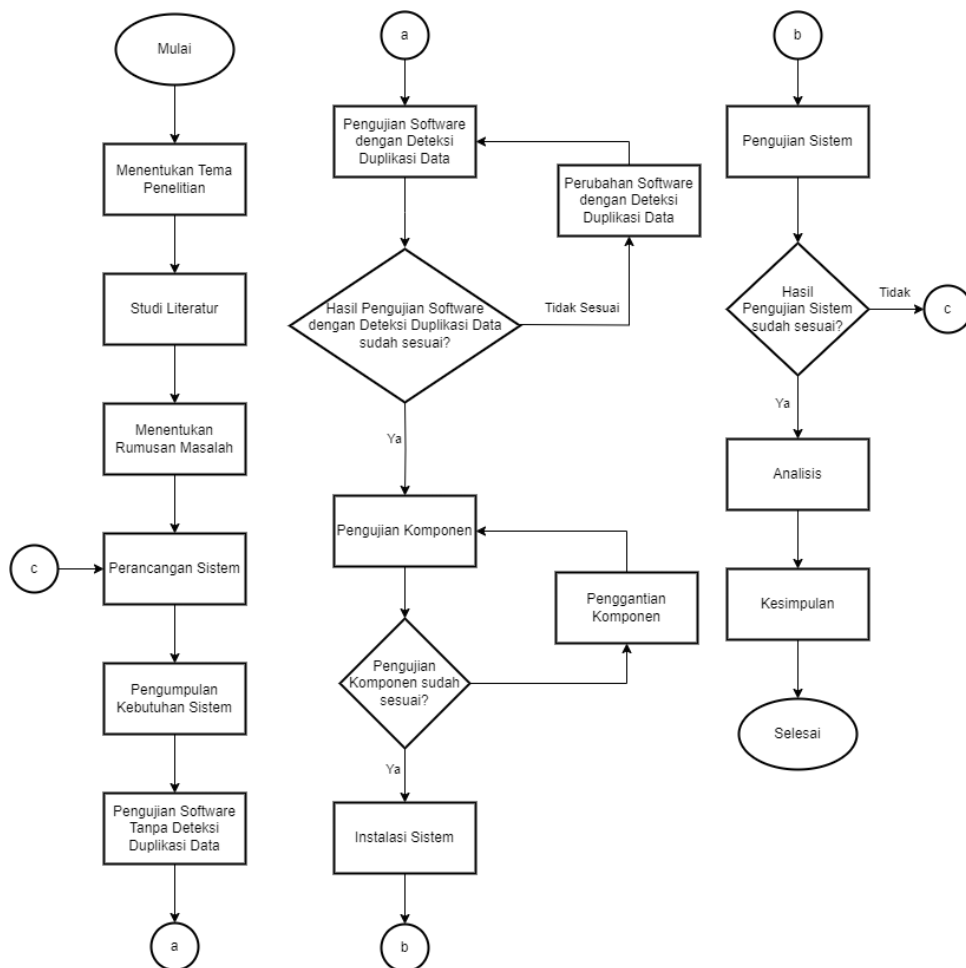 Mulai
Menentukan Tema
Penelitian
Studi Literatur
Menentukan
Rumusan Masalah
c
Perancangan Sistem
Pengumpulan
Kebutuhan Sistem
Pengujian Software
Tanpa Deteksi
Duplikasi Data
a
a
Pengujian Software
dengan Deteksi
Duplikasi Data
Perubahan Software
dengan Deteksi
Duplikasi Data
Hasil Pengujian Software
dengan Deteksi Duplikasi Data
sudah sesuai?
Tidak Sesuai
Ya
Pengujian Komponen
Penggantian
Komponen
Pengujian
Komponen sudah
sesuai?
Ya
Instalasi Sistem
b
b
Pengujian Sistem
Hasil
Pengujian Sistem
sudah sesuai?
Tidak
c
Ya
Analisis
Kesimpulan
Selesai